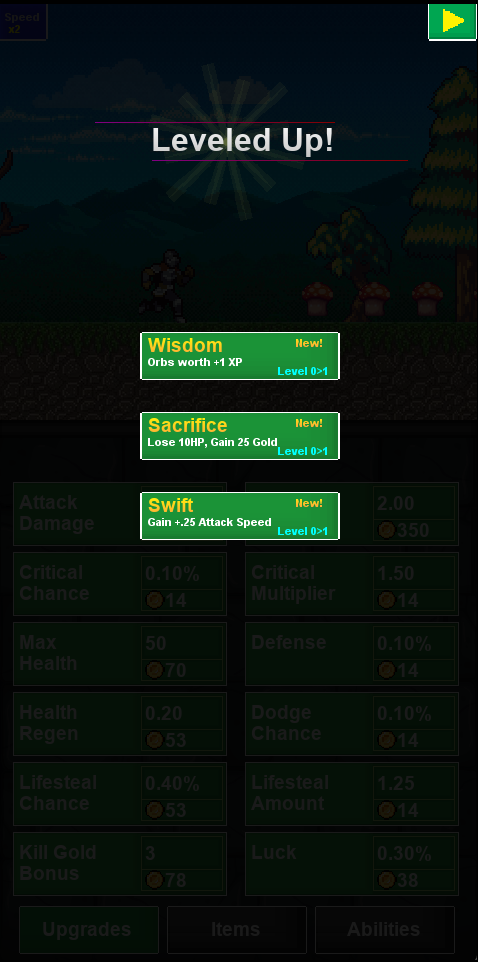 Speed
x2
Leveled Up!
Wisdom
New!
Orbs worth +1 XP
Level 0>1
Sacrifice
New!
Lose 10HP, Gain 25 Gold
Level 0>1
Swift
New!
Gain +.25 Attack Speed
Level 0>1
Attack
Damage
2.00
350
Critical
Chance
0.10%
14
Critical
Multiplier
1.50
14
Max
Health
50
70
Defense
0.10%
14
Health
Regen
0.20
53
Dodge
Chance
0.10%
14
Lifesteal
Chance
0.40%
53
Lifesteal
Amount
1.25
14
Kill Gold
Bonus
3
78
Luck
0.30%
38
Upgrades
Items
Abilities